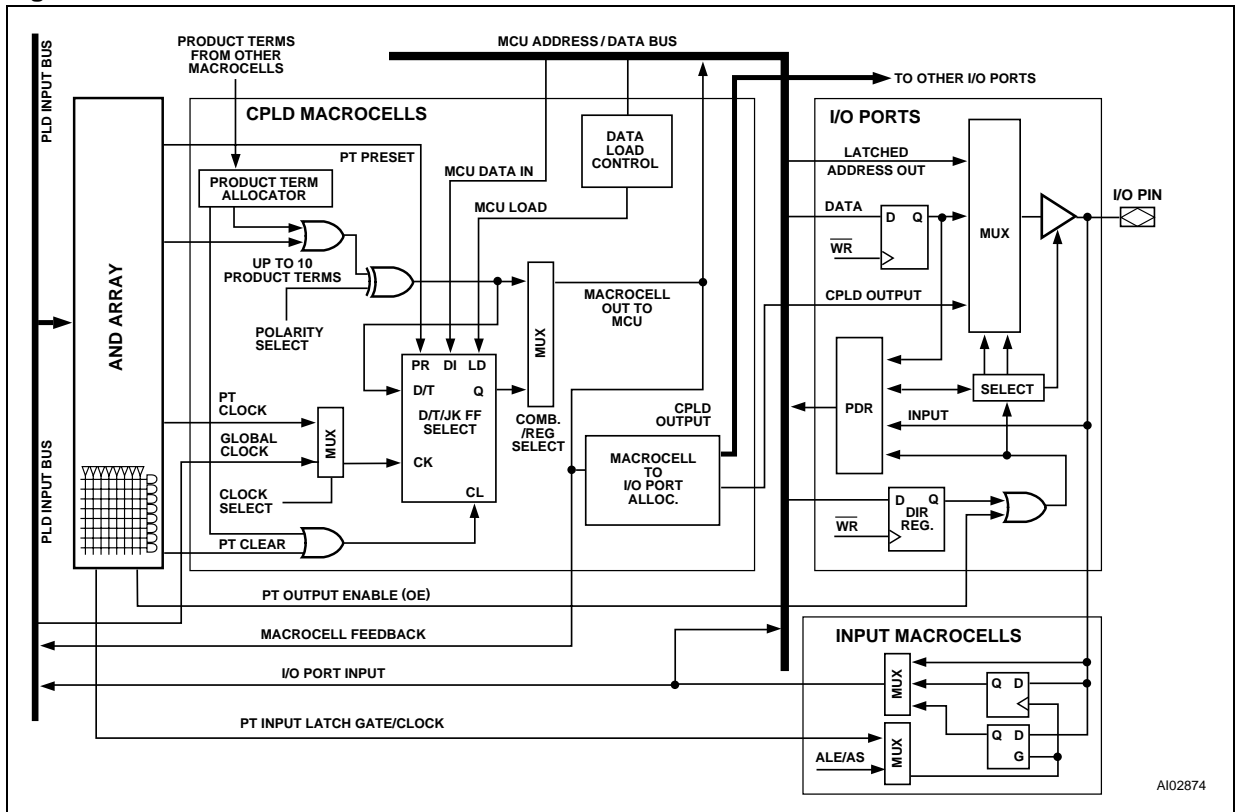 PLD INPUT BUS
PRODUCT TERMS
FROM OTHER
MACROCELLS
MCU ADDRESS / DATA BUS
TO OTHER I/O PORTS
AND ARRAY
CPLD MACROCELLS
PT PRESET
PRODUCT TERM
ALLOCATOR
MCU DATA IN
MCU LOAD
DATA
LOAD
CONTROL
UP TO 10
PRODUCT TERMS
POLARITY
SELECT
PR DI LD
D/T Q
D/T/JK FF
SELECT
CK
CL
MUX
COMB.
/REG
SELECT
MACROCELL
OUT TO
MCU
PT
CLOCK
GLOBAL
CLOCK
MUX
CLOCK
SELECT
PT CLEAR
CPLD
OUTPUT
MACROCELL
TO
I/O PORT
ALLOC.
I/O PORTS
LATCHED
ADDRESS OUT
DATA
D Q
WR
MUX
I/O PIN
CPLD OUTPUT
PDR
SELECT
INPUT
D Q
DIR
REG.
WR
PLD INPUT BUS
PT OUTPUT ENABLE (OE)
MACROCELL FEEDBACK
I/O PORT INPUT
PT INPUT LATCH GATE/CLOCK
INPUT MACROCELLS
MUX
Q D
Q D
G
MUX
ALE/AS
AI02874